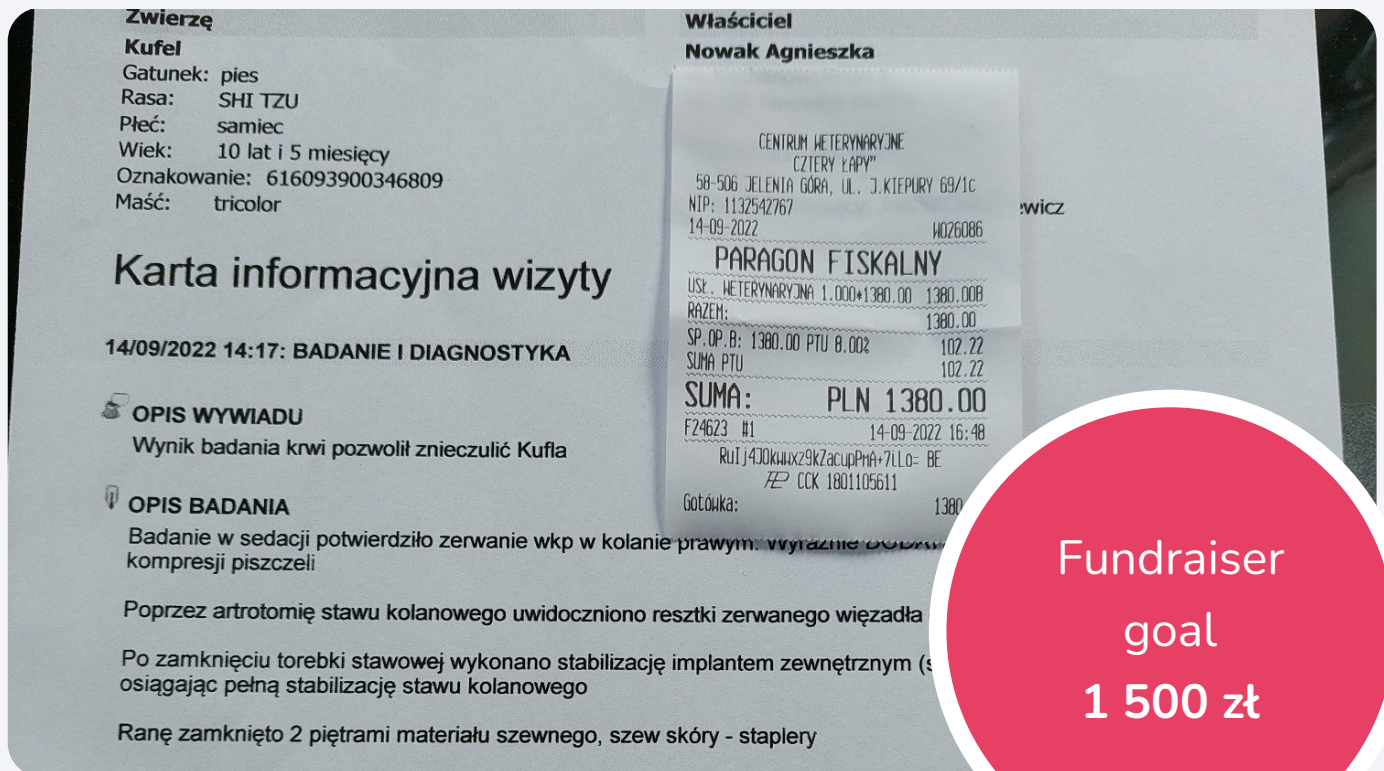 Zwierzę
Kufel
Gatunek: pies
Rasa: SHI TZU
Płeć: samiec
Wiek: 10 lat i 5 miesięcy
Oznakowanie: 616093900346809
Maść: tricolor
Właściciel
Nowak Agnieszka
ewicz
Karta informacyjna wizyty
14/09/2022 14:17: BADANIE I DIAGNOSTYKA
OPIS WYWIADU
Wynik badania krwi pozwolił znieczulić Kufla
OPIS BADANIA
Badanie w sedacji potwierdziło zerwanie wkp w kolanie prawym. Wyraźnie
kompresji piszczeli
Poprzez artrotomię stawu kolanowego uwidoczniono resztki zerwanego więzadła
Po zamknięciu torebki stawowej wykonano stabilizację implantem zewnętrznym (s
osiągając pełną stabilizację stawu kolanowego
Ranę zamknięto 2 piętrami materiału szewnego, szew skóry - staplery
CENTRUM WETERYNARYJNE
CZTERY ŁAPY"
58-506 JELENIA GÓRA, UL. J.KIEPURY 69/1C
NIP: 1132542767
14-09-2022 W026086
PARAGON FISKALNY
USŁ. WETERYNARYJNA 1.000*1380.00 1380.00B
RAZEM: 1380.00
SP.OP.B: 1380.00 PTU 8.00% 102.22
SUMA PTU 102.22
SUMA: PLN 1380.00
F24623 #1 14-09-2022 16:48
CCK 1801105611
Gotówka: 1380
Fundraiser
goal
1 500 zł